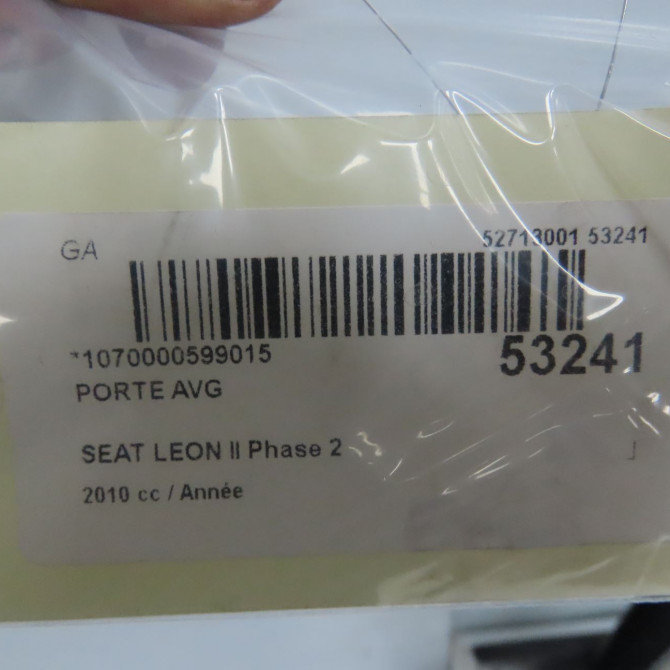 GA
52713001 53241
*1070000599015
53241
PORTE AVG
SEAT LEON II Phase 2
2010 cc / Année